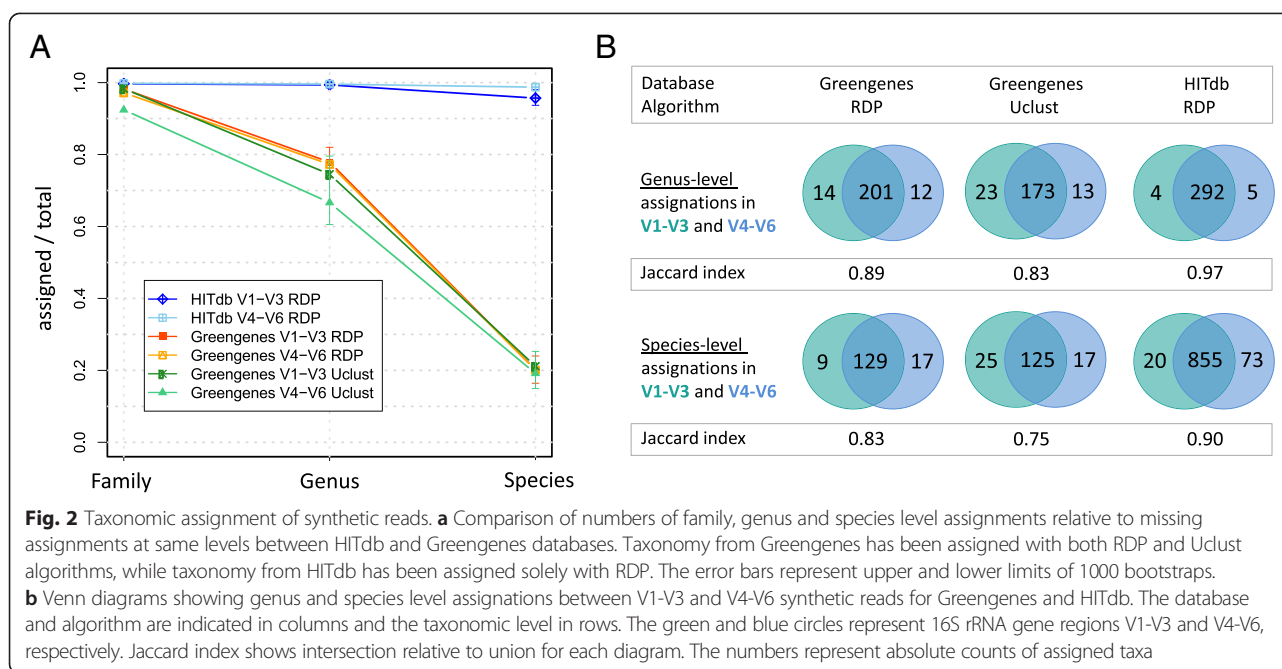 A
assigned / total
1.0
0.8
0.6
0.4
0.2
0.0
HITdb V1−V3 RDP
HITdb V4−V6 RDP
Greengenes V1−V3 RDP
Greengenes V4−V6 RDP
Greengenes V1−V3 Uclust
Greengenes V4−V6 Uclust
Family Genus Species
B
Database Algorithm
Greengenes RDP
Greengenes Uclust
HITdb RDP
Genus-level
assignations in
V1-V3 and V4-V6
14 201 12
23 173 13
4 292 5
Jaccard index 0.89 0.83 0.97
Species-level
assignations in
V1-V3 and V4-V6
9 129 17
25 125 17
20 855 73
Jaccard index 0.83 0.75 0.90
Fig. 2 Taxonomic assignment of synthetic reads. a Comparison of numbers of family, genus and species level assignments relative to missing
assignments at same levels between HITdb and Greengenes databases. Taxonomy from Greengenes has been assigned with both RDP and Uclust
algorithms, while taxonomy from HITdb has been assigned solely with RDP. The error bars represent upper and lower limits of 1000 bootstraps.
b Venn diagrams showing genus and species level assignations between V1-V3 and V4-V6 synthetic reads for Greengenes and HITdb. The database
and algorithm are indicated in columns and the taxonomic level in rows. The green and blue circles represent 16S rRNA gene regions V1-V3 and V4-V6,
respectively. Jaccard index shows intersection relative to union for each diagram. The numbers represent absolute counts of assigned taxa